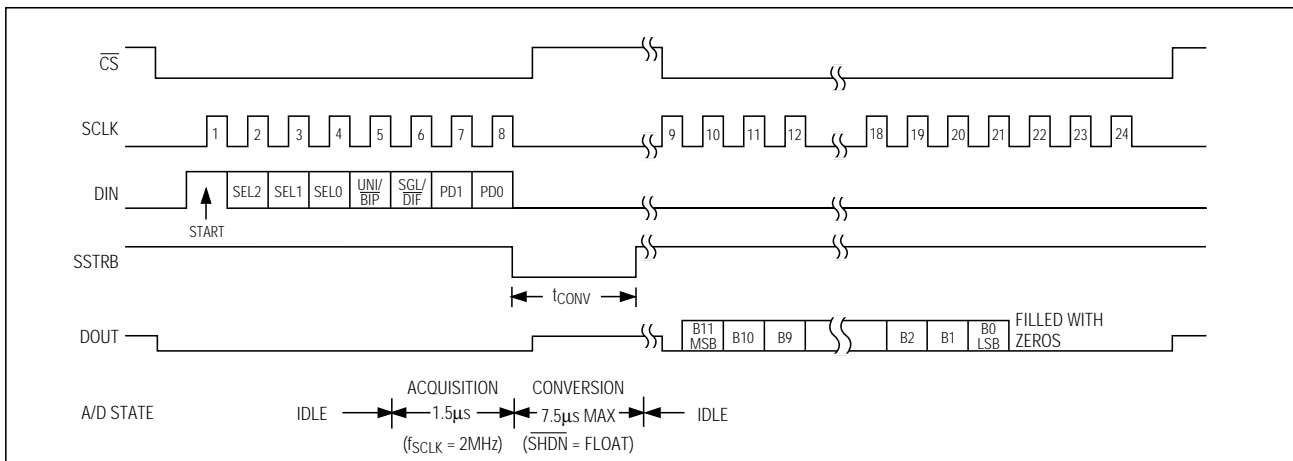 CS
SCLK 1 2 3 4 5 6 7 8 9 10 11 12 18 19 20 21 22 23 24
DIN SEL2 SEL1 SEL0 UNI/ SGL/ PD1 PD0
BIP DIF
START
SSTRB
tCONV
DOUT B11 B10 B9 B2 B1 B0 FILLED WITH
MSB LSB ZEROS
ACQUISITION CONVERSION
A/D STATE IDLE 1.5µs 7.5µs MAX IDLE
(fSCLK = 2MHz) (SHDN = FLOAT)